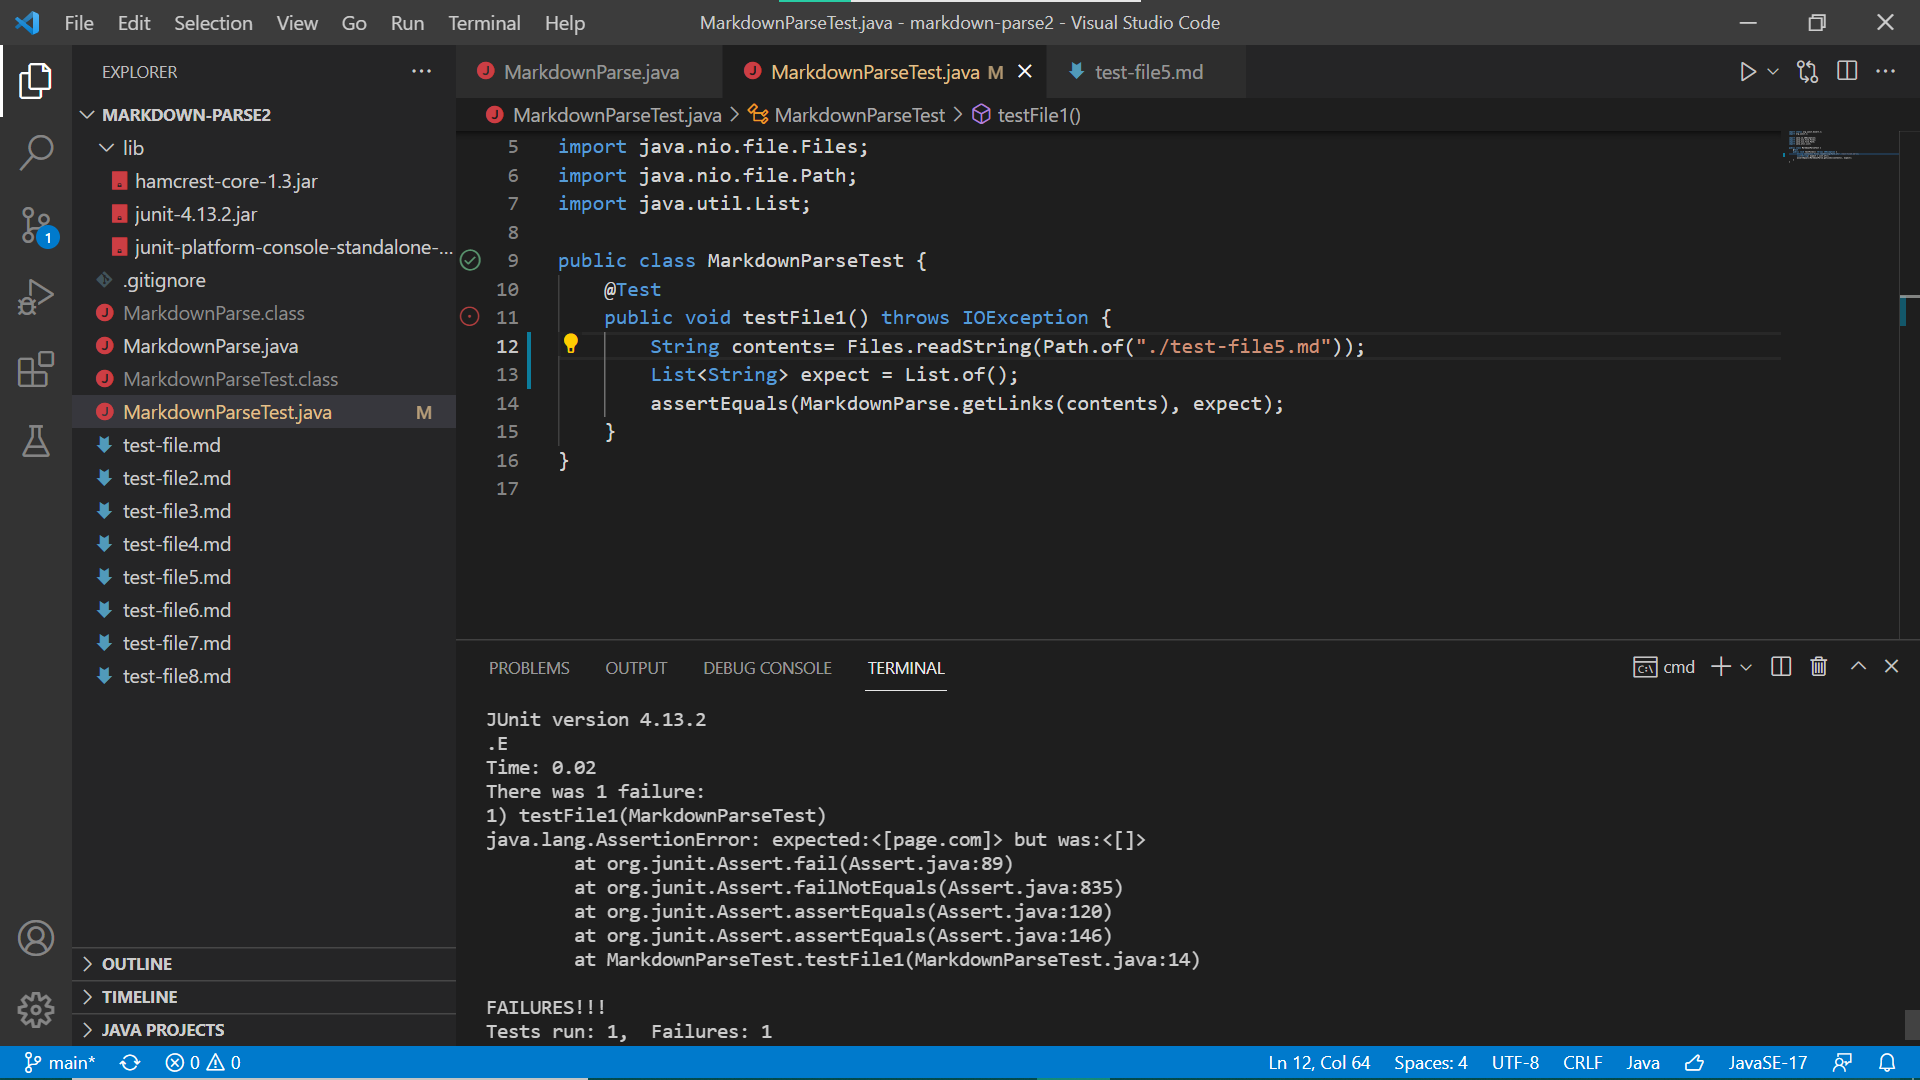 File Edit Selection View Go Run Terminal Help
MarkdownParseTest.java - markdown-parse2 - Visual Studio Code
EXPLORER
MARKDOWN-PARSE2
lib
hamcrest-core-1.3.jar
junit-4.13.2.jar
junit-platform-console-standalone-...
.gitignore
MarkdownParse.class
MarkdownParse.java
MarkdownParseTest.class
MarkdownParseTest.java M
test-file.md
test-file2.md
test-file3.md
test-file4.md
test-file5.md
test-file6.md
test-file7.md
test-file8.md
OUTLINE
TIMELINE
JAVA PROJECTS
1
MarkdownParse.java MarkdownParseTest.java M test-file5.md
MarkdownParseTest.java > MarkdownParseTest > testFile1()
5 import java.nio.file.Files;
6 import java.nio.file.Path;
7 import java.util.List;
8
9 public class MarkdownParseTest {
10 @Test
11 public void testFile1() throws IOException {
12 String contents= Files.readString(Path.of("./test-file5.md"));
13 List<String> expect = List.of();
14 assertEquals(MarkdownParse.getLinks(contents), expect);
15 }
16 }
17
PROBLEMS OUTPUT DEBUG CONSOLE TERMINAL
cmd
JUnit version 4.13.2
.E
Time: 0.02
There was 1 failure:
1) testFile1(MarkdownParseTest)
java.lang.AssertionError: expected:<[page.com]> but was:<[]>
at org.junit.Assert.fail(Assert.java:89)
at org.junit.Assert.failNotEquals(Assert.java:835)
at org.junit.Assert.assertEquals(Assert.java:120)
at org.junit.Assert.assertEquals(Assert.java:146)
at MarkdownParseTest.testFile1(MarkdownParseTest.java:14)
FAILURES!!!
Tests run: 1, Failures: 1
main* 0 0
Ln 12, Col 64 Spaces: 4 UTF-8 CRLF Java JavaSE-17